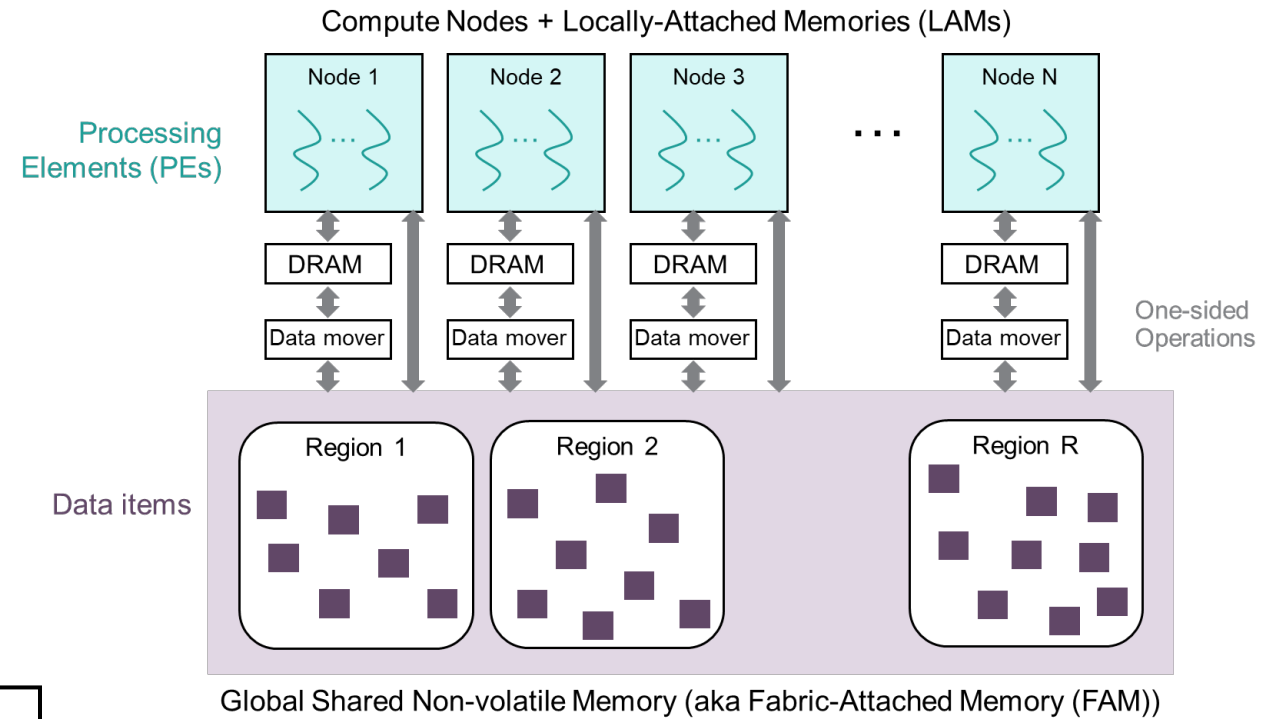 Compute Nodes + Locally-Attached Memories (LAMs)
Node 1
Node 2
Node 3
Node N
...
...
...
...
...
Processing
Elements (PEs)
DRAM
DRAM
DRAM
DRAM
Data mover
Data mover
Data mover
Data mover
One-sided
Operations
Region 1
Region 2
Region R
Data items
Global Shared Non-volatile Memory (aka Fabric-Attached Memory (FAM))